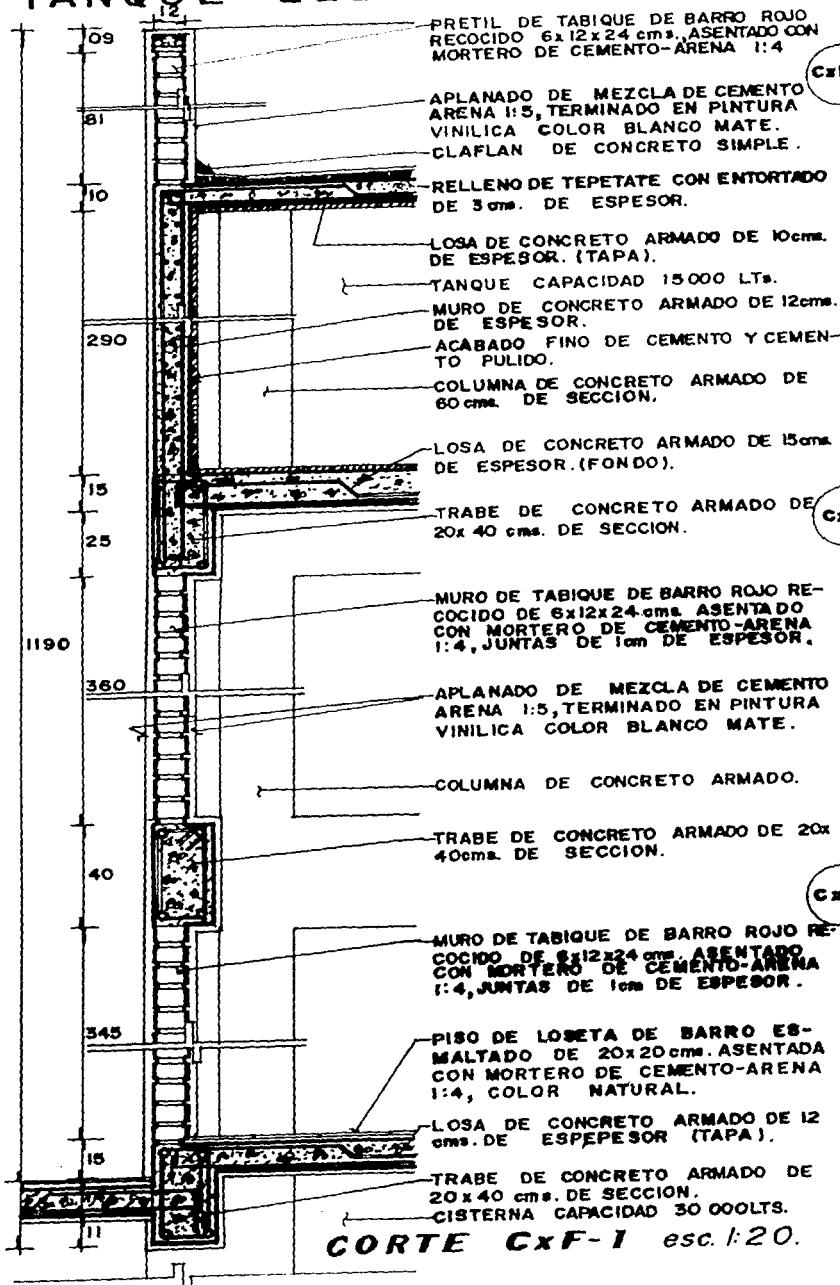 TANQUE
12
09
81
10
290
15
25
1190
360
40
345
15
11
PRETIL DE TABIQUE DE BARRO ROJO
RECOCIDO 6x12x24 cms., ASENTADO CON
MORTERO DE CEMENTO-ARENA 1:4
APLANADO DE MEZCLA DE CEMENTO
ARENA 1:5, TERMINADO EN PINTURA
VINILICA COLOR BLANCO MATE.
CLAFLAN DE CONCRETO SIMPLE.
RELLENO DE TEPETATE CON ENTORTADO
DE 3 cms. DE ESPESOR.
LOSA DE CONCRETO ARMADO DE 10cms.
DE ESPESOR. (TAPA).
TANQUE CAPACIDAD 15 000 LTs.
MURO DE CONCRETO ARMADO DE 12cms.
DE ESPESOR.
ACABADO FINO DE CEMENTO Y CEMEN-
TO PULIDO.
COLUMNA DE CONCRETO ARMADO DE
60 cms. DE SECCION.
LOSA DE CONCRETO ARMADO DE 15cms
DE ESPESOR. (FONDO).
TRABE DE CONCRETO ARMADO DE
20x 40 cms. DE SECCION.
MURO DE TABIQUE DE BARRO ROJO RE-
COCIDO DE 6x12x24 cms. ASENTADO
CON MORTERO DE CEMENTO-ARENA
1:4, JUNTAS DE 1cm DE ESPESOR.
APLANADO DE MEZCLA DE CEMENTO
ARENA 1:5, TERMINADO EN PINTURA
VINILICA COLOR BLANCO MATE.
COLUMNA DE CONCRETO ARMADO.
TRABE DE CONCRETO ARMADO DE 20x
40cms. DE SECCION.
MURO DE TABIQUE DE BARRO ROJO RE-
COCIDO DE 6x12x24 cms. ASENTADO
CON MORTERO DE CEMENTO-ARENA
1:4, JUNTAS DE 1cm DE ESPESOR.
PISO DE LOSETA DE BARRO ES-
MALTADO DE 20x20cms. ASENTADA
CON MORTERO DE CEMENTO-ARENA
1:4, COLOR NATURAL.
LOSA DE CONCRETO ARMADO DE 12
cms. DE ESPEPESOR (TAPA).
TRABE DE CONCRETO ARMADO DE
20 x 40 cms. DE SECCION.
CISTERNA CAPACIDAD 30 000LTS.
CORTE CxF-1 esc. 1:20.